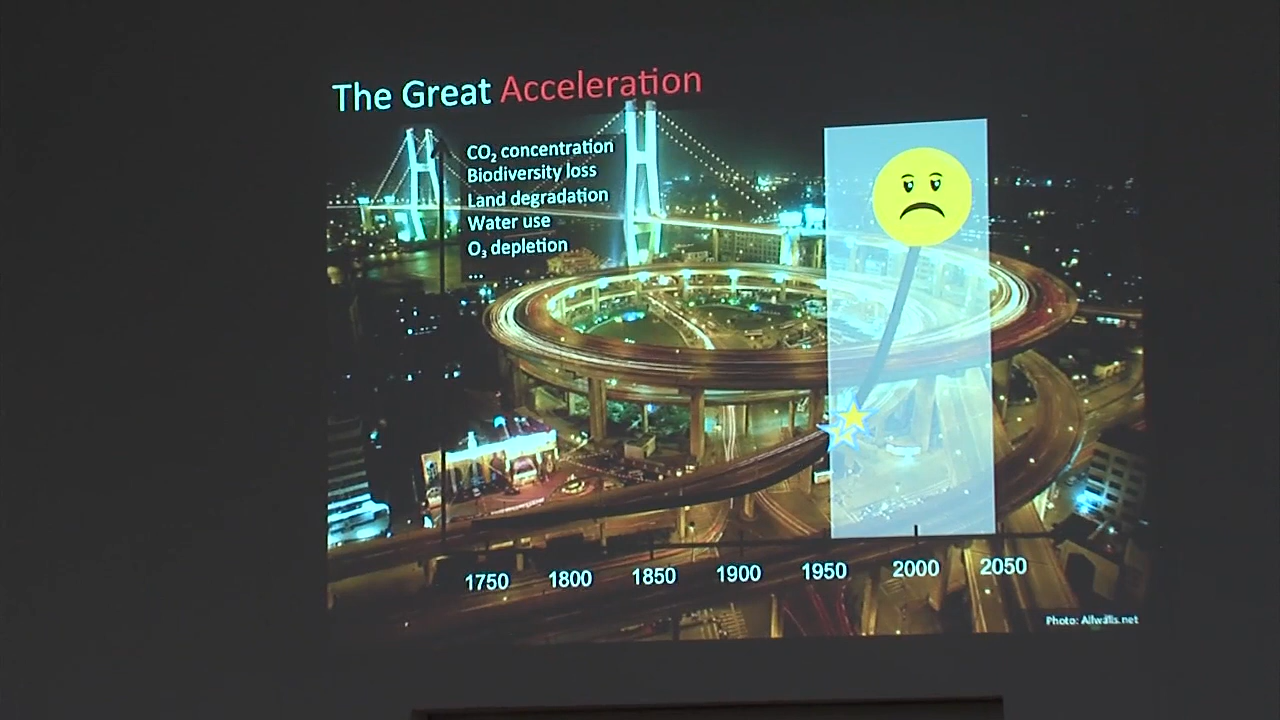 The Great Acceleration
CO₂ concentration
Biodiversity loss
Land degradation
Water use
O₃ depletion
...
1750 1800 1850 1900 1950 2000 2050
Photo: Allwalls.net